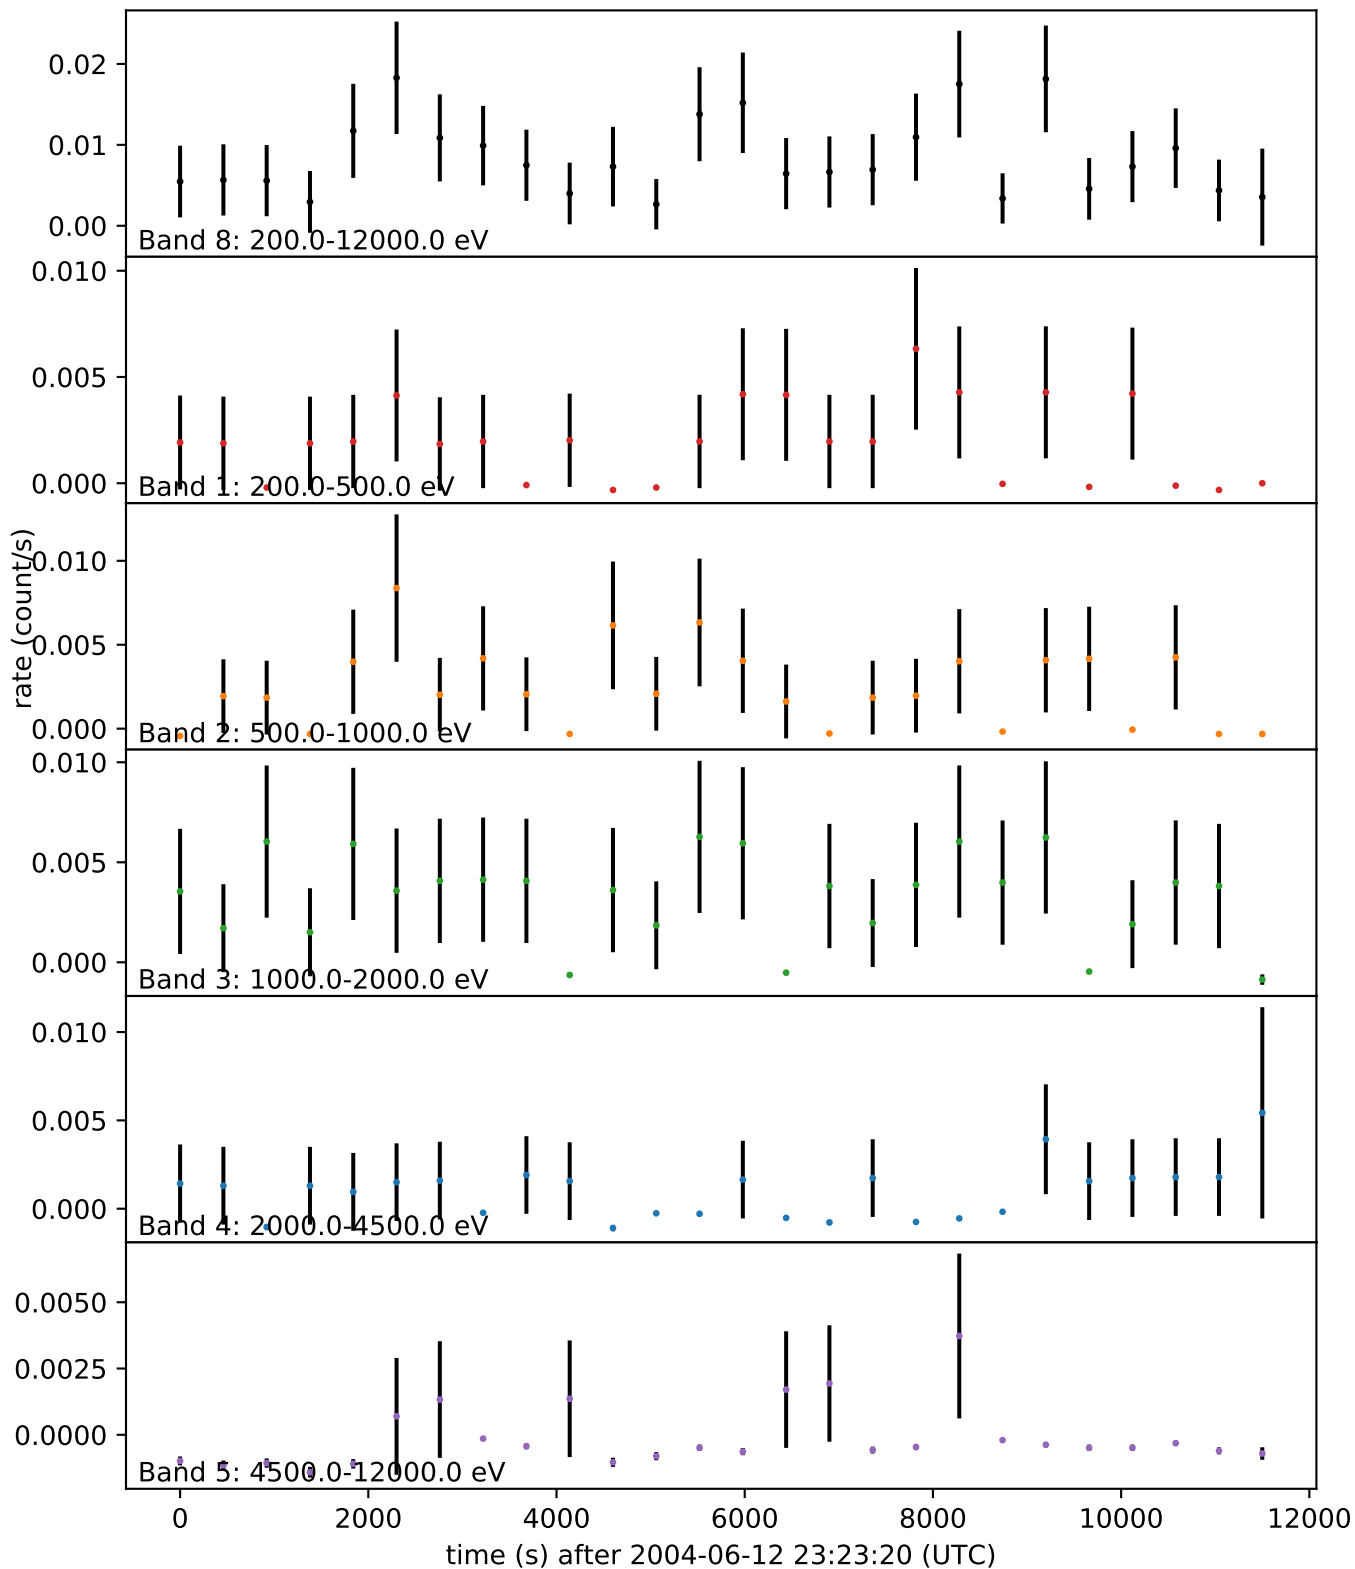 0.02
0.01
0.00
Band 8: 200.0-12000.0 eV
0.010
0.005
0.000
Band 1: 200.0-500.0 eV
rate (count/s)
0.010
0.005
0.000
Band 2: 500.0-1000.0 eV
0.010
0.005
0.000
Band 3: 1000.0-2000.0 eV
0.010
0.005
0.000
Band 4: 2000.0-4500.0 eV
0.0050
0.0025
0.0000
Band 5: 4500.0-12000.0 eV
0 2000 4000 6000 8000 10000 12000
time (s) after 2004-06-12 23:23:20 (UTC)